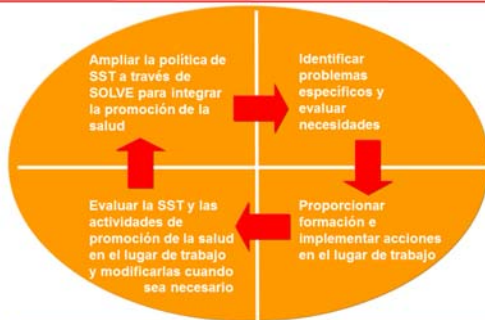 Ampliar la política de
SST a través de
SOLVE para integrar
la promoción de la
salud
Identificar
problemas
específicos y
evaluar
necesidades
Evaluar la SST y las
actividades de
promoción de la salud
en el lugar de trabajo
y modificarlas cuando
sea necesario
Proporcionar
formación e
implementar acciones
en el lugar de trabajo